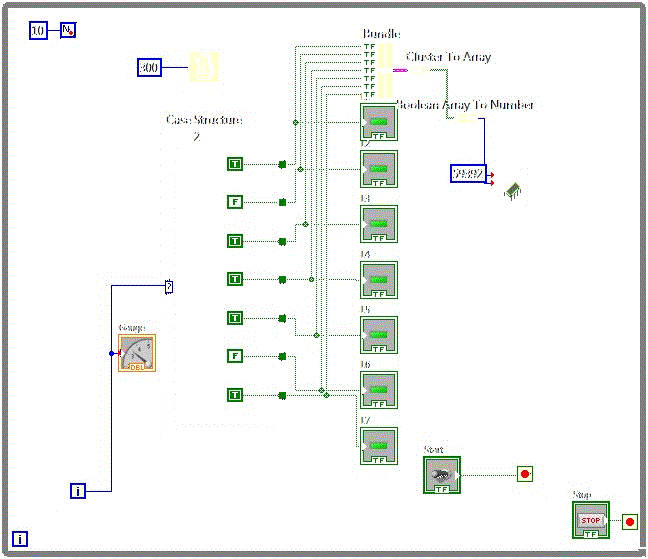 10 N
Bundle
300
TF
TF
TF
TF
TF
TF
TF
Cluster To Array
Boolean Array To Number
Case Structure
2
TF
T
TF
59392
F
L3
T
TF
L4
T
TF
?
L5
T
Gauge
TF
DBL
F
L6
TF
T
L7
TF
Start
TF
i
Stop
STOP
TF
i